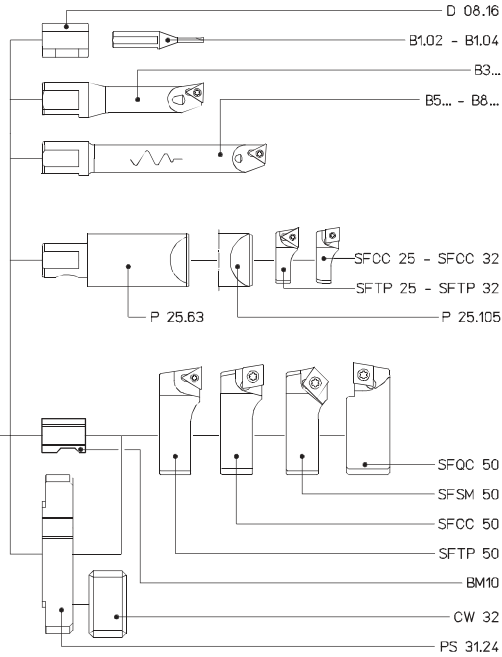 D 08.16
B1.02 - B1.04
B3...
B5... - B8...
SFCC 25 - SFCC 32
SFTP 25 - SFTP 32
P 25.63
P 25.105
SFQC 50
SFSM 50
SFCC 50
SFTP 50
BM10
CW 32
PS 31.24